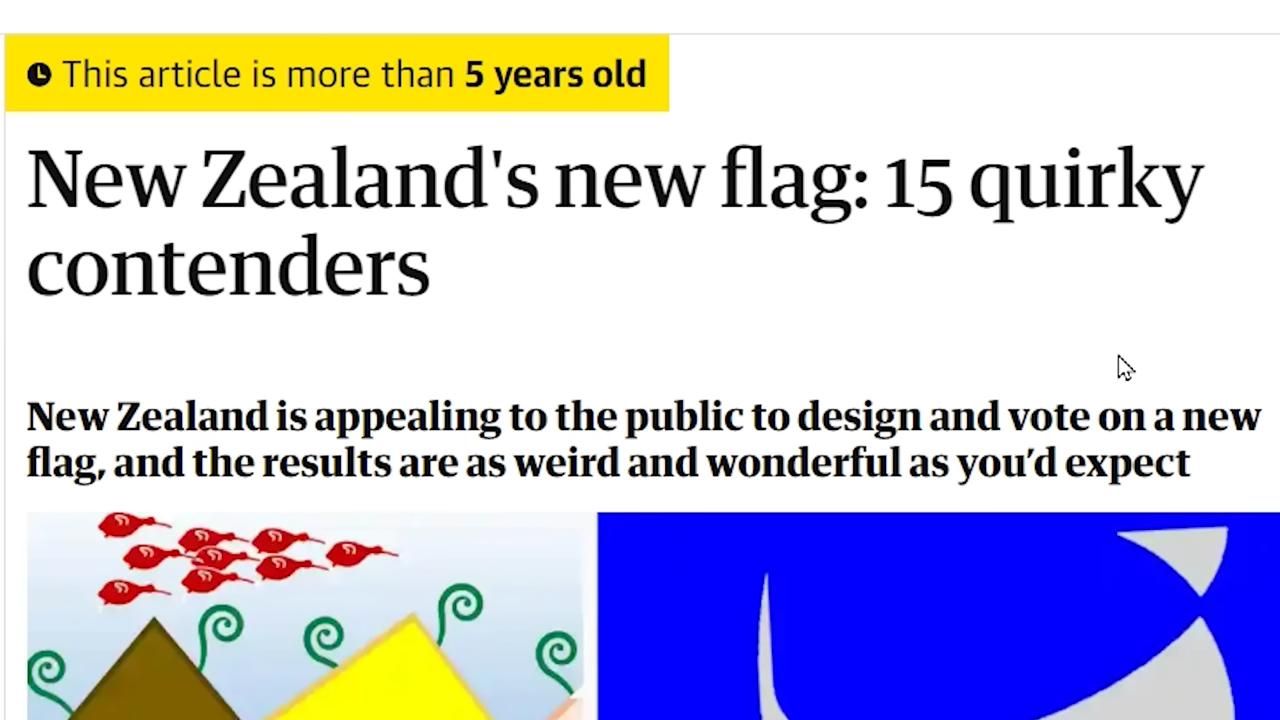 This article is more than 5 years old
New Zealand's new flag: 15 quirky
contenders
New Zealand is appealing to the public to design and vote on a new
flag, and the results are as weird and wonderful as you’d expect